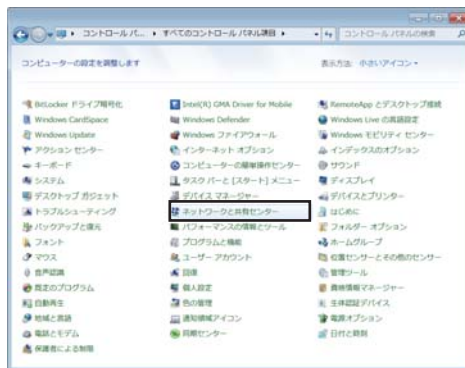 コントロール パ... ▸ すべてのコントロール パネル項目 ▸
コントロール パネルの検索
コンピューターの設定を調整します
表示方法: 小さいアイコン
BitLocker ドライブ暗号化
Intel(R) GMA Driver for Mobile
RemoteApp とデスクトップ接続
Windows CardSpace
Windows Defender
Windows Live の言語設定
Windows Update
Windows ファイアウォール
Windows モビリティ センター
アクション センター
インターネット オプション
インデックスのオプション
キーボード
コンピューターの簡単操作センター
サウンド
システム
タスク バーと [スタート] メニュー
ディスプレイ
デスクトップ ガジェット
デバイス マネージャー
デバイスとプリンター
トラブルシューティング
ネットワークと共有センター
はじめに
バックアップと復元
パフォーマンスの情報とツール
フォルダー オプション
フォント
プログラムと機能
ホームグループ
マウス
ユーザー アカウント
位置センサーとその他のセンサー
音声認識
回復
管理ツール
既定のプログラム
個人設定
資格情報マネージャー
自動再生
色の管理
生体認証デバイス
地域と言語
通知領域アイコン
電源オプション
電話とモデム
同期センター
日付と時刻
保護者による制限